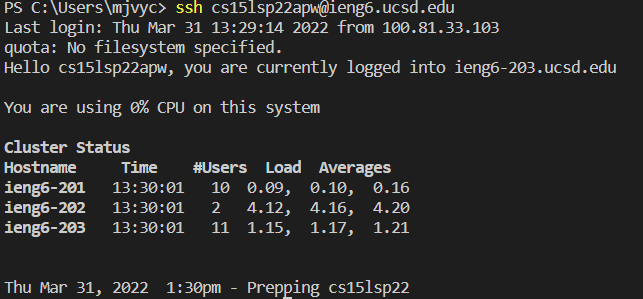 PS C:\Users\mjvyc> ssh cs15lsp22apw@ieng6.ucsd.edu
Last login: Thu Mar 31 13:29:14 2022 from 100.81.33.103
quota: No filesystem specified.
Hello cs15lsp22apw, you are currently logged into ieng6-203.ucsd.edu
You are using 0% CPU on this system
Cluster Status
Hostname Time #Users Load Averages
ieng6-201 13:30:01 10 0.09, 0.10, 0.16
ieng6-202 13:30:01 2 4.12, 4.16, 4.20
ieng6-203 13:30:01 11 1.15, 1.17, 1.21
Thu Mar 31, 2022 1:30pm - Prepping cs15lsp22